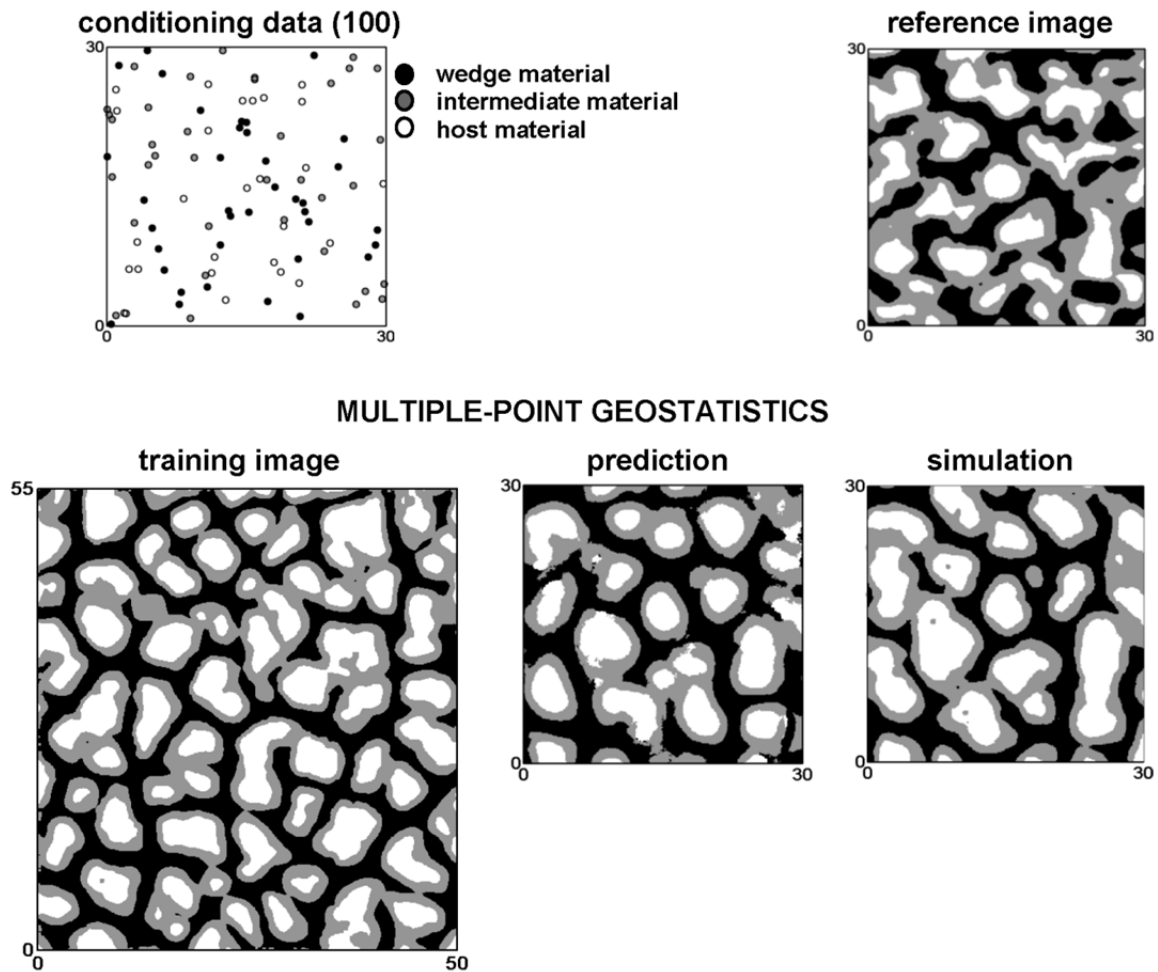 conditioning data (100)
reference image
30
wedge material
intermediate material
host material
0
0
30
30
0
0
30
MULTIPLE-POINT GEOSTATISTICS
training image
prediction
simulation
55
0
0
50
30
0
0
30
30
0
0
30